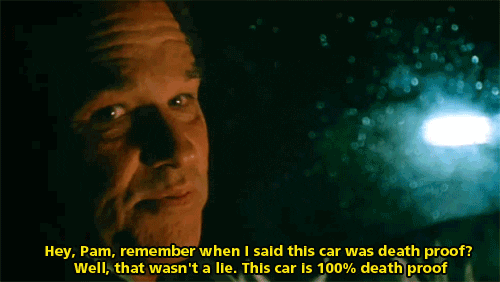 Hey, Pam, remember when I said this car was death proof?
Well, that wasn't a lie. This car is 100% death proof